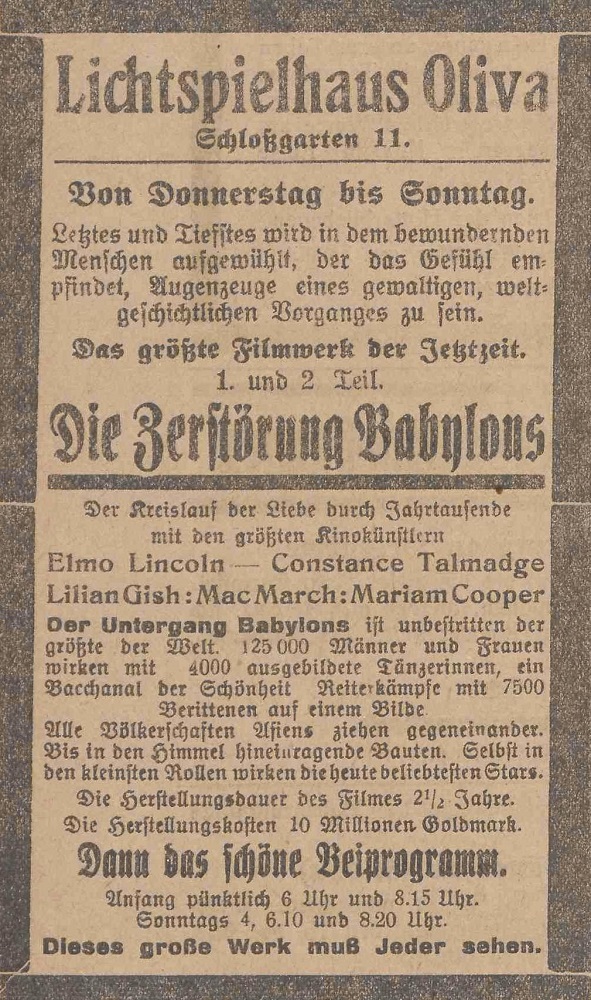 Lichtspielhaus Oliva
Schloßgarten 11.
Von Donnerstag bis Sonntag.
Letztes und Tiefstes wird in dem bewundernden
Menschen aufgewühlt, der das Gefühl em-
pfindet, Augenzeuge eines gewaltigen, welt-
geschichtlichen Vorganges zu sein.
Das größte Filmwerk der Jetztzeit.
1. und 2 Teil.
Die Zerstörung Babylons
Der Kreislauf der Liebe durch Jahrtausende
mit den größten Kinokünstlern
Elmo Lincoln — Constance Talmadge
Lilian Gish : Mac March : Mariam Cooper
Der Untergang Babylons ist unbestritten der
größte der Welt. 125 000 Männer und Frauen
wirken mit 4000 ausgebildete Tänzerinnen, ein
Bacchanal der Schönheit Reiterkämpfe mit 7500
Berittenen auf einem Bilde
Alle Völkerschaften Asiens ziehen gegeneinander.
Bis in den Himmel hineinragende Bauten. Selbst in
den kleinsten Rollen wirken die heute beliebtesten Stars.
Die Herstellungsdauer des Filmes 2½ Jahre.
Die Herstellungskosten 10 Millionen Goldmark.
Dann das schöne Beiprogramm.
Anfang pünktlich 6 Uhr und 8.15 Uhr.
Sonntags 4, 6.10 und 8.20 Uhr.
Dieses große Werk muß Jeder sehen.